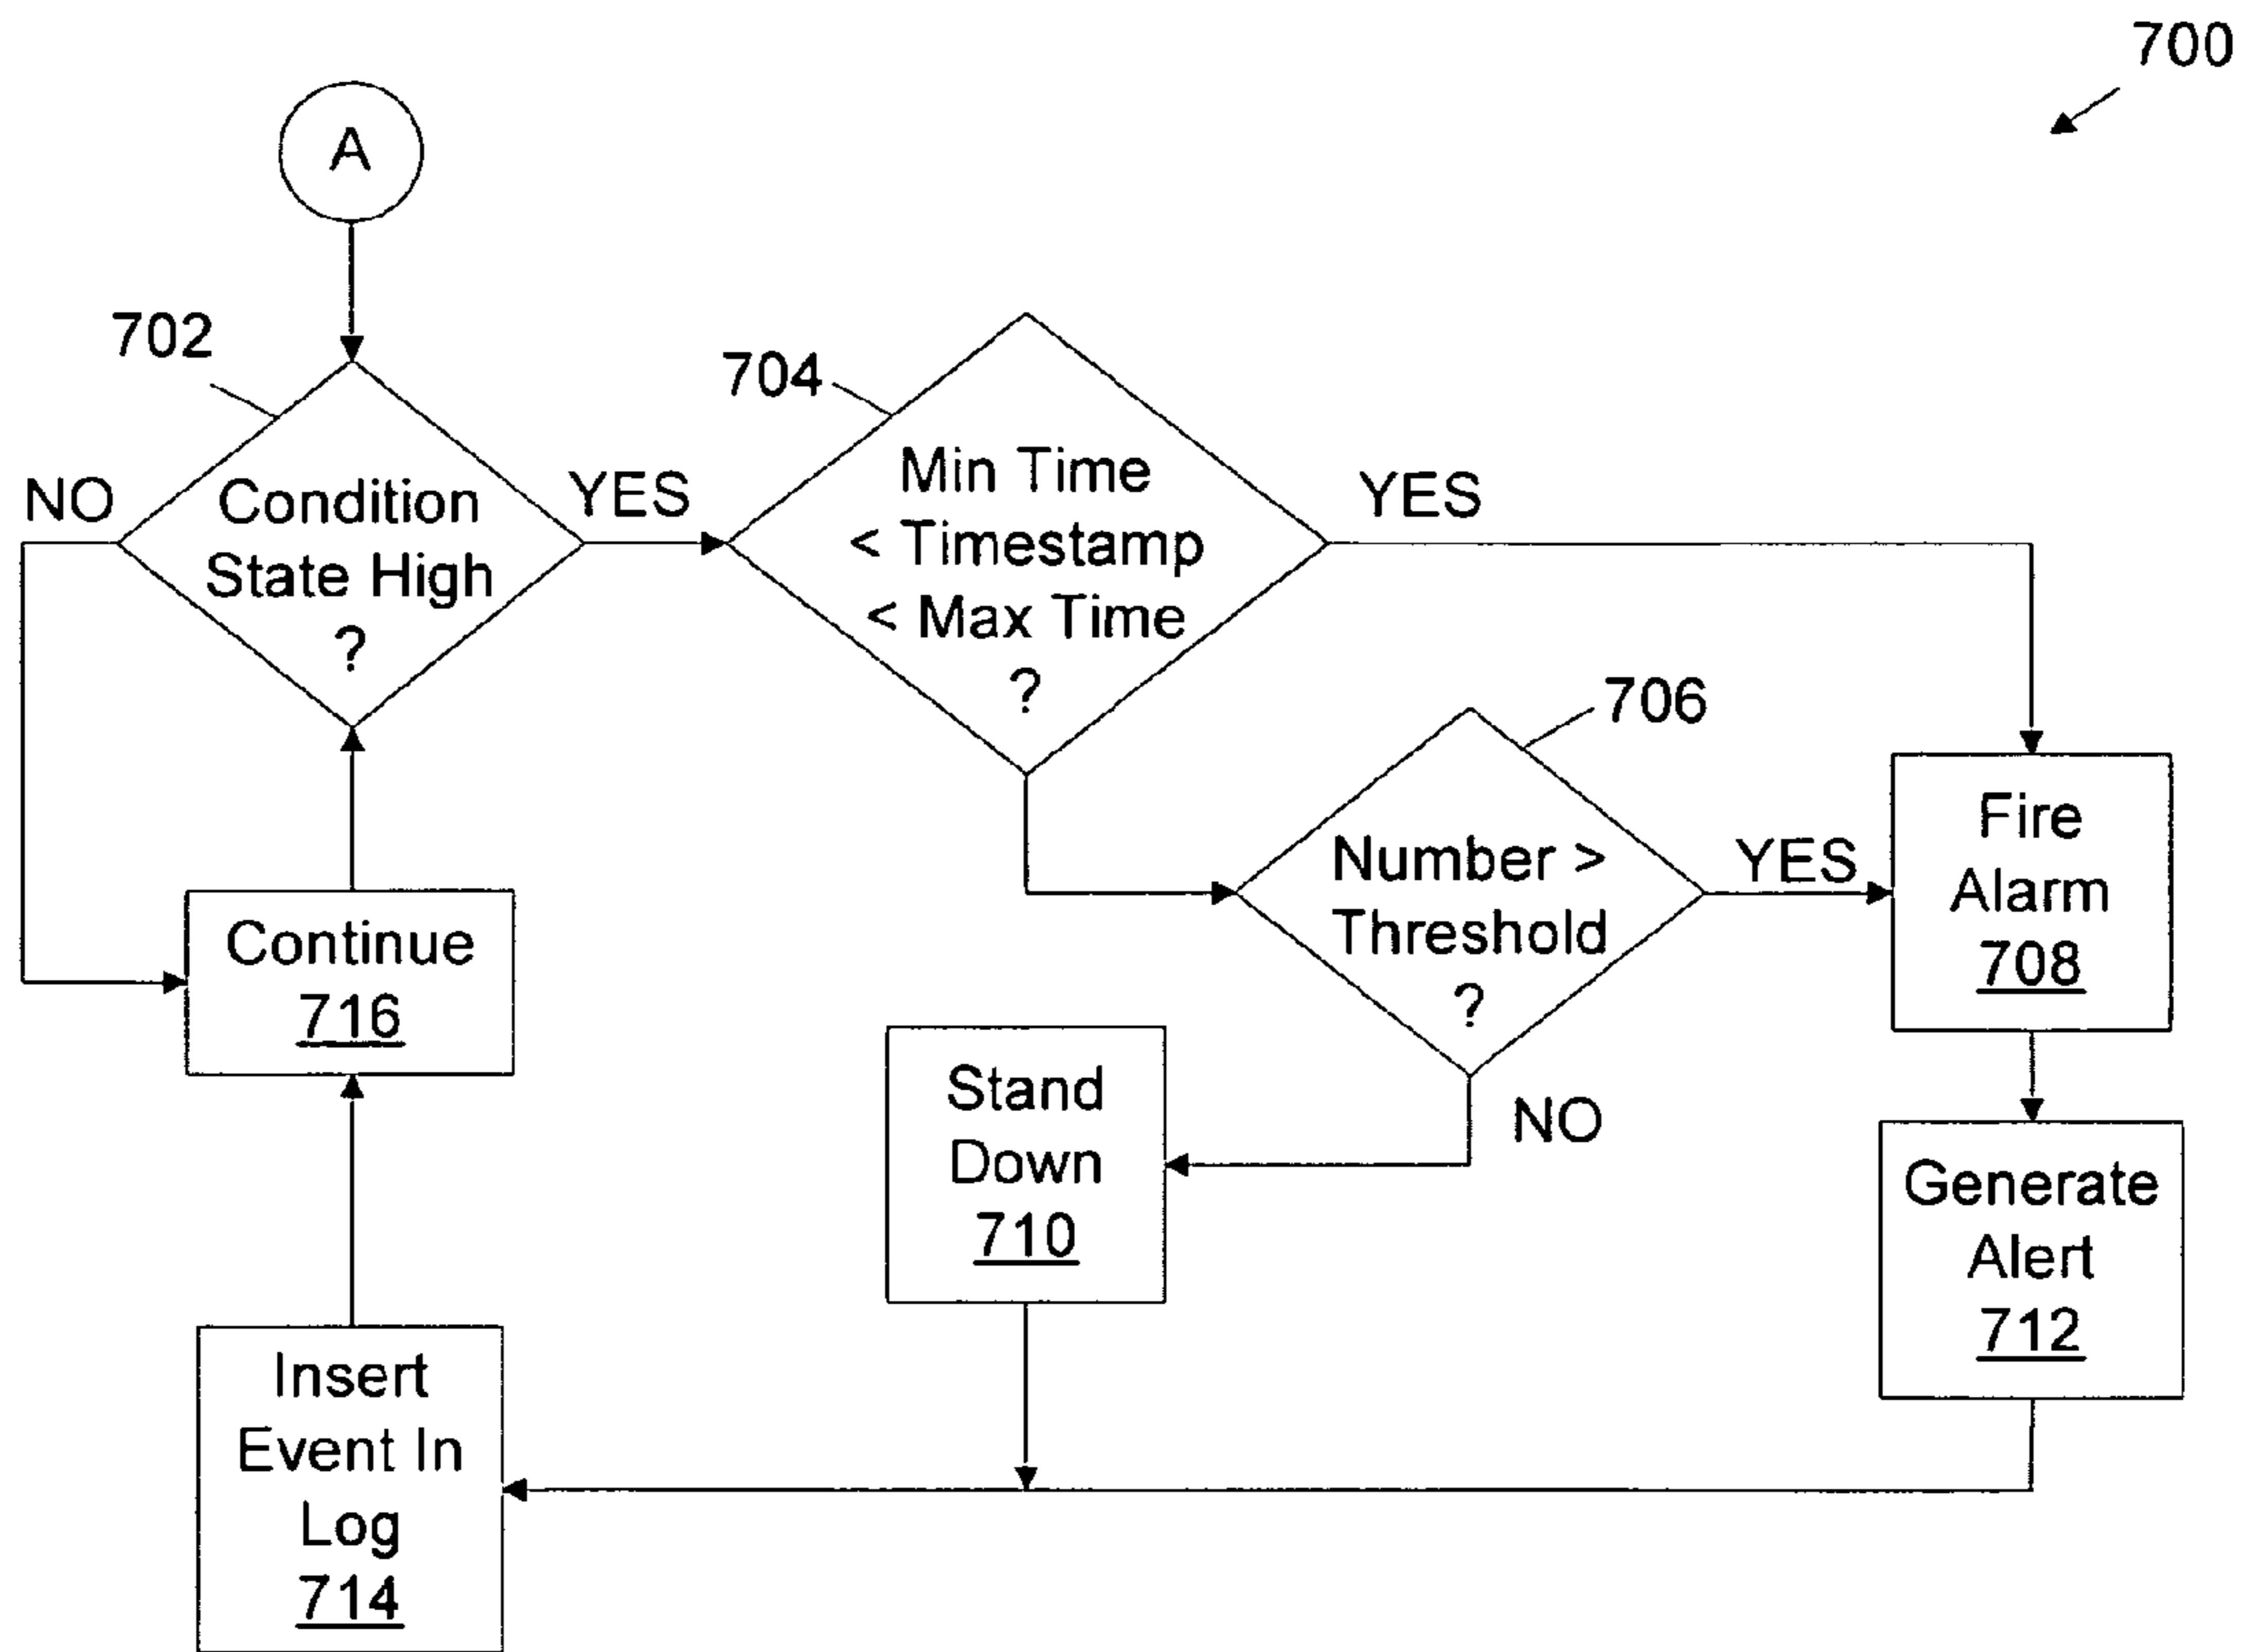 700
A
702
704
NO
Condition
State High
?
YES
Min Time
< Timestamp
< Max Time
?
YES
706
Number >
Threshold
?
YES
Fire
Alarm
708
Continue
716
Stand
Down
710
NO
Generate
Alert
712
Insert
Event In
Log
714